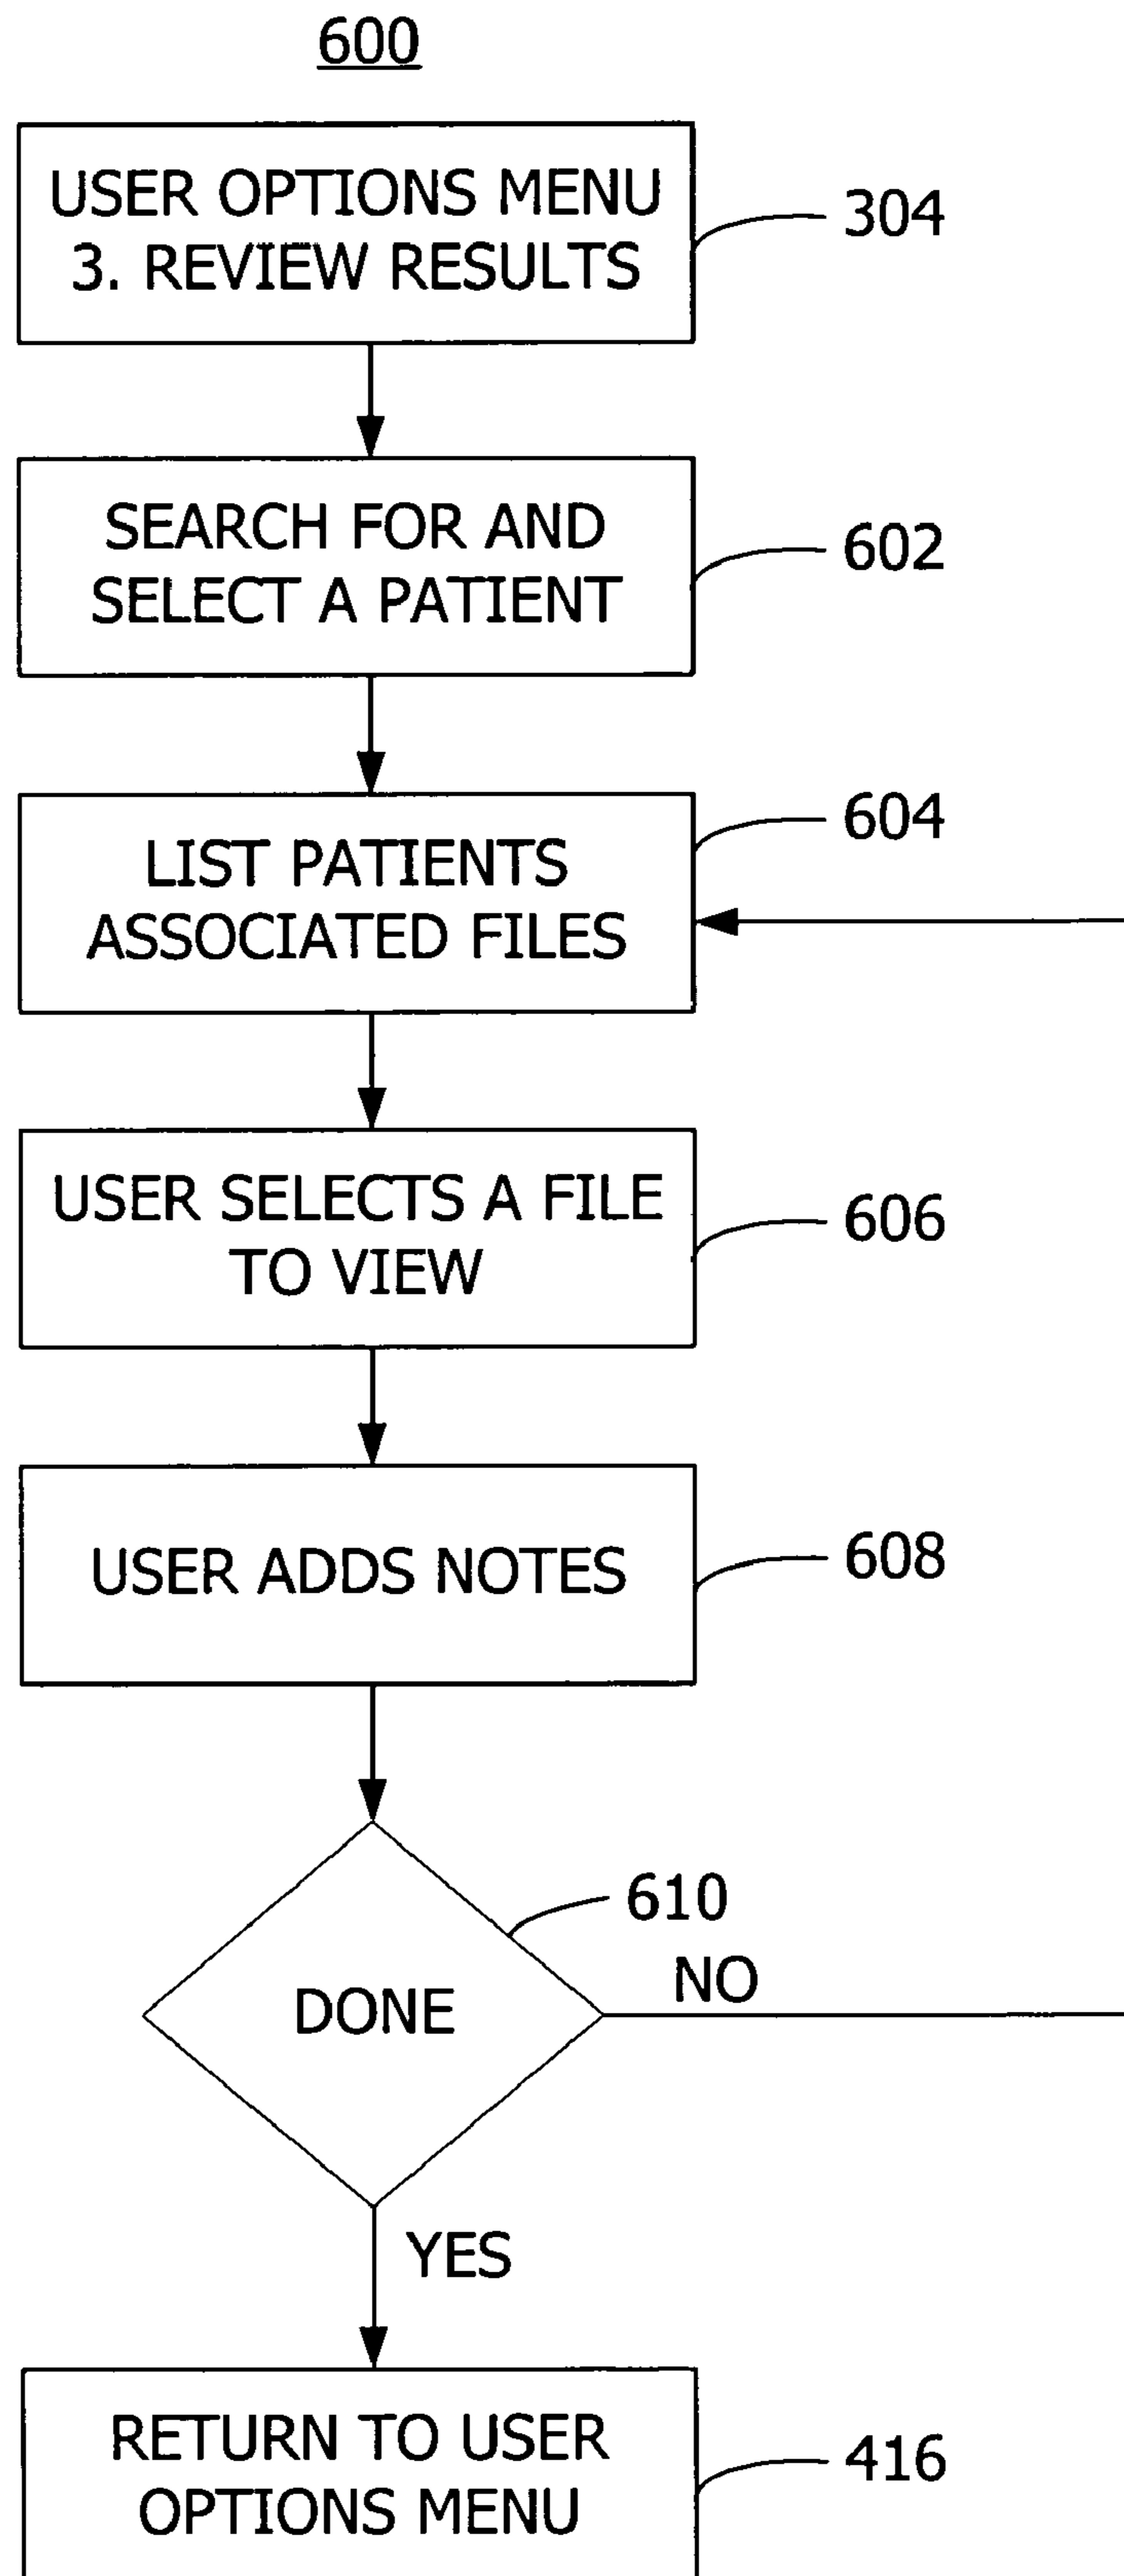 600
USER OPTIONS MENU
3. REVIEW RESULTS
304
SEARCH FOR AND
SELECT A PATIENT
602
LIST PATIENTS
ASSOCIATED FILES
604
USER SELECTS A FILE
TO VIEW
606
USER ADDS NOTES
608
DONE
610
NO
YES
RETURN TO USER
OPTIONS MENU
416